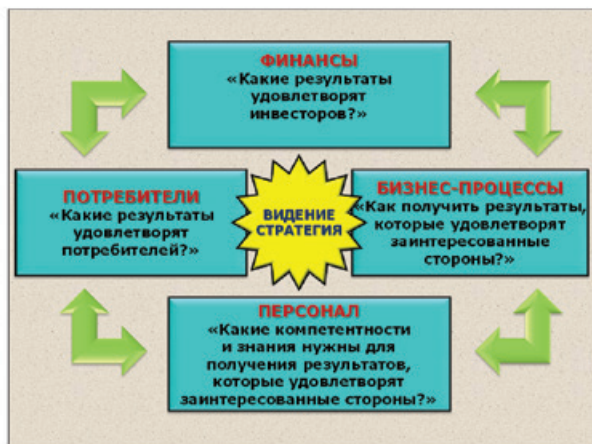 ФИНАНСЫ
«Какие результаты
удовлетворят
инвесторов?»
ПОТРЕБИТЕЛИ
«Какие результаты
удовлетворят
потребителей?»
ВИДЕНИЕ
СТРАТЕГИЯ
БИЗНЕС-ПРОЦЕССЫ
«Как получить результаты,
которые удовлетворят
заинтересованные
стороны?»
ПЕРСОНАЛ
«Какие компетентности
и знания нужны для
получения результатов,
которые удовлетворят
заинтересованные стороны?»